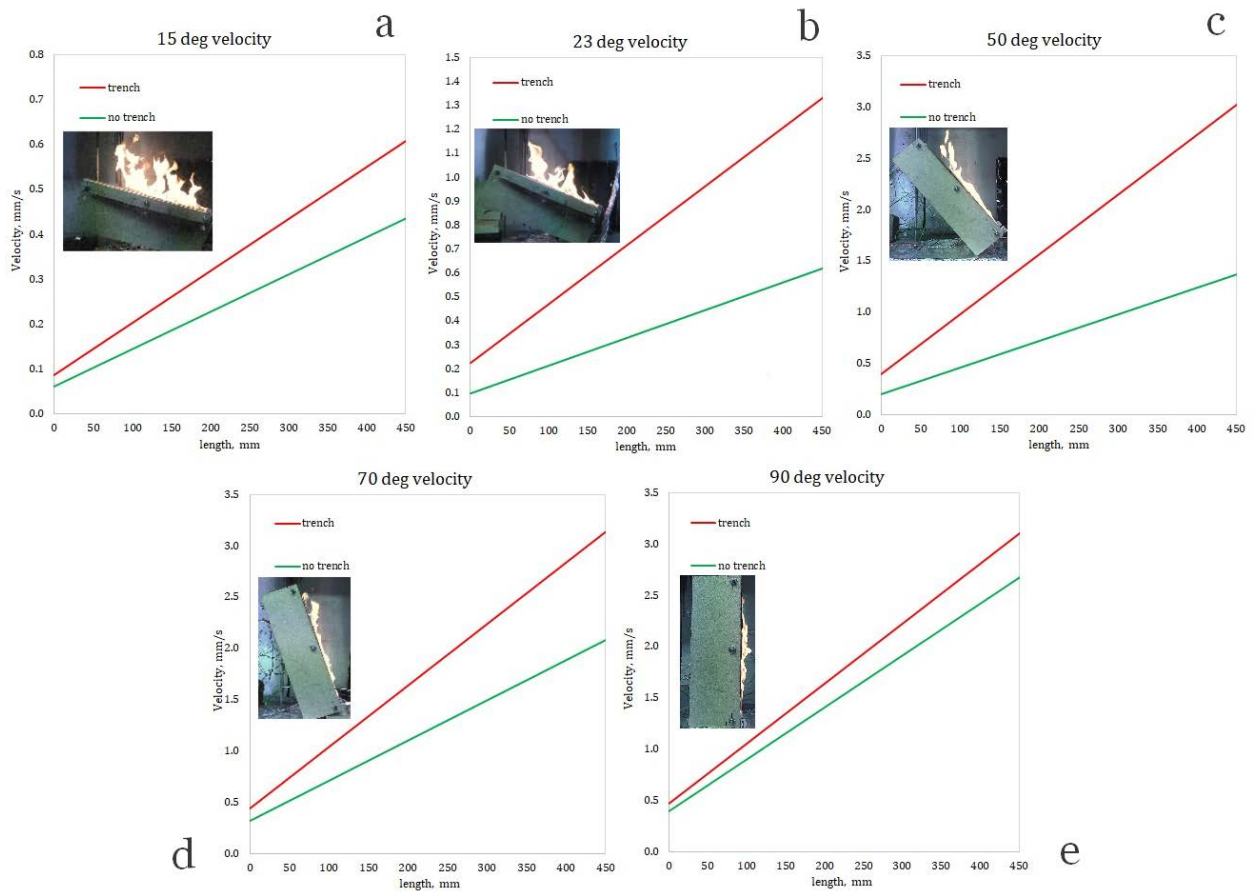 a
15 deg velocity
0.8
0.7
0.6
0.5
0.4
0.3
0.2
0.1
0.0
Velocity, mm/s
trench
no trench
0 50 100 150 200 250 300 350 400 450
length, mm
b
23 deg velocity
1.5
1.4
1.3
1.2
1.1
1.0
0.9
0.8
0.7
0.6
0.5
0.4
0.3
0.2
0.1
0.0
Velocity, mm/s
trench
no trench
0 50 100 150 200 250 300 350 400 450
length, mm
c
50 deg velocity
3.5
3.0
2.5
2.0
1.5
1.0
0.5
0.0
Velocity, mm/s
trench
no trench
0 50 100 150 200 250 300 350 400 450
length, mm
d
70 deg velocity
3.5
3.0
2.5
2.0
1.5
1.0
0.5
0.0
Velocity, mm/s
trench
no trench
0 50 100 150 200 250 300 350 400 450
length, mm
e
90 deg velocity
3.5
3.0
2.5
2.0
1.5
1.0
0.5
0.0
Velocity, mm/s
trench
no trench
0 50 100 150 200 250 300 350 400 450
length, mm